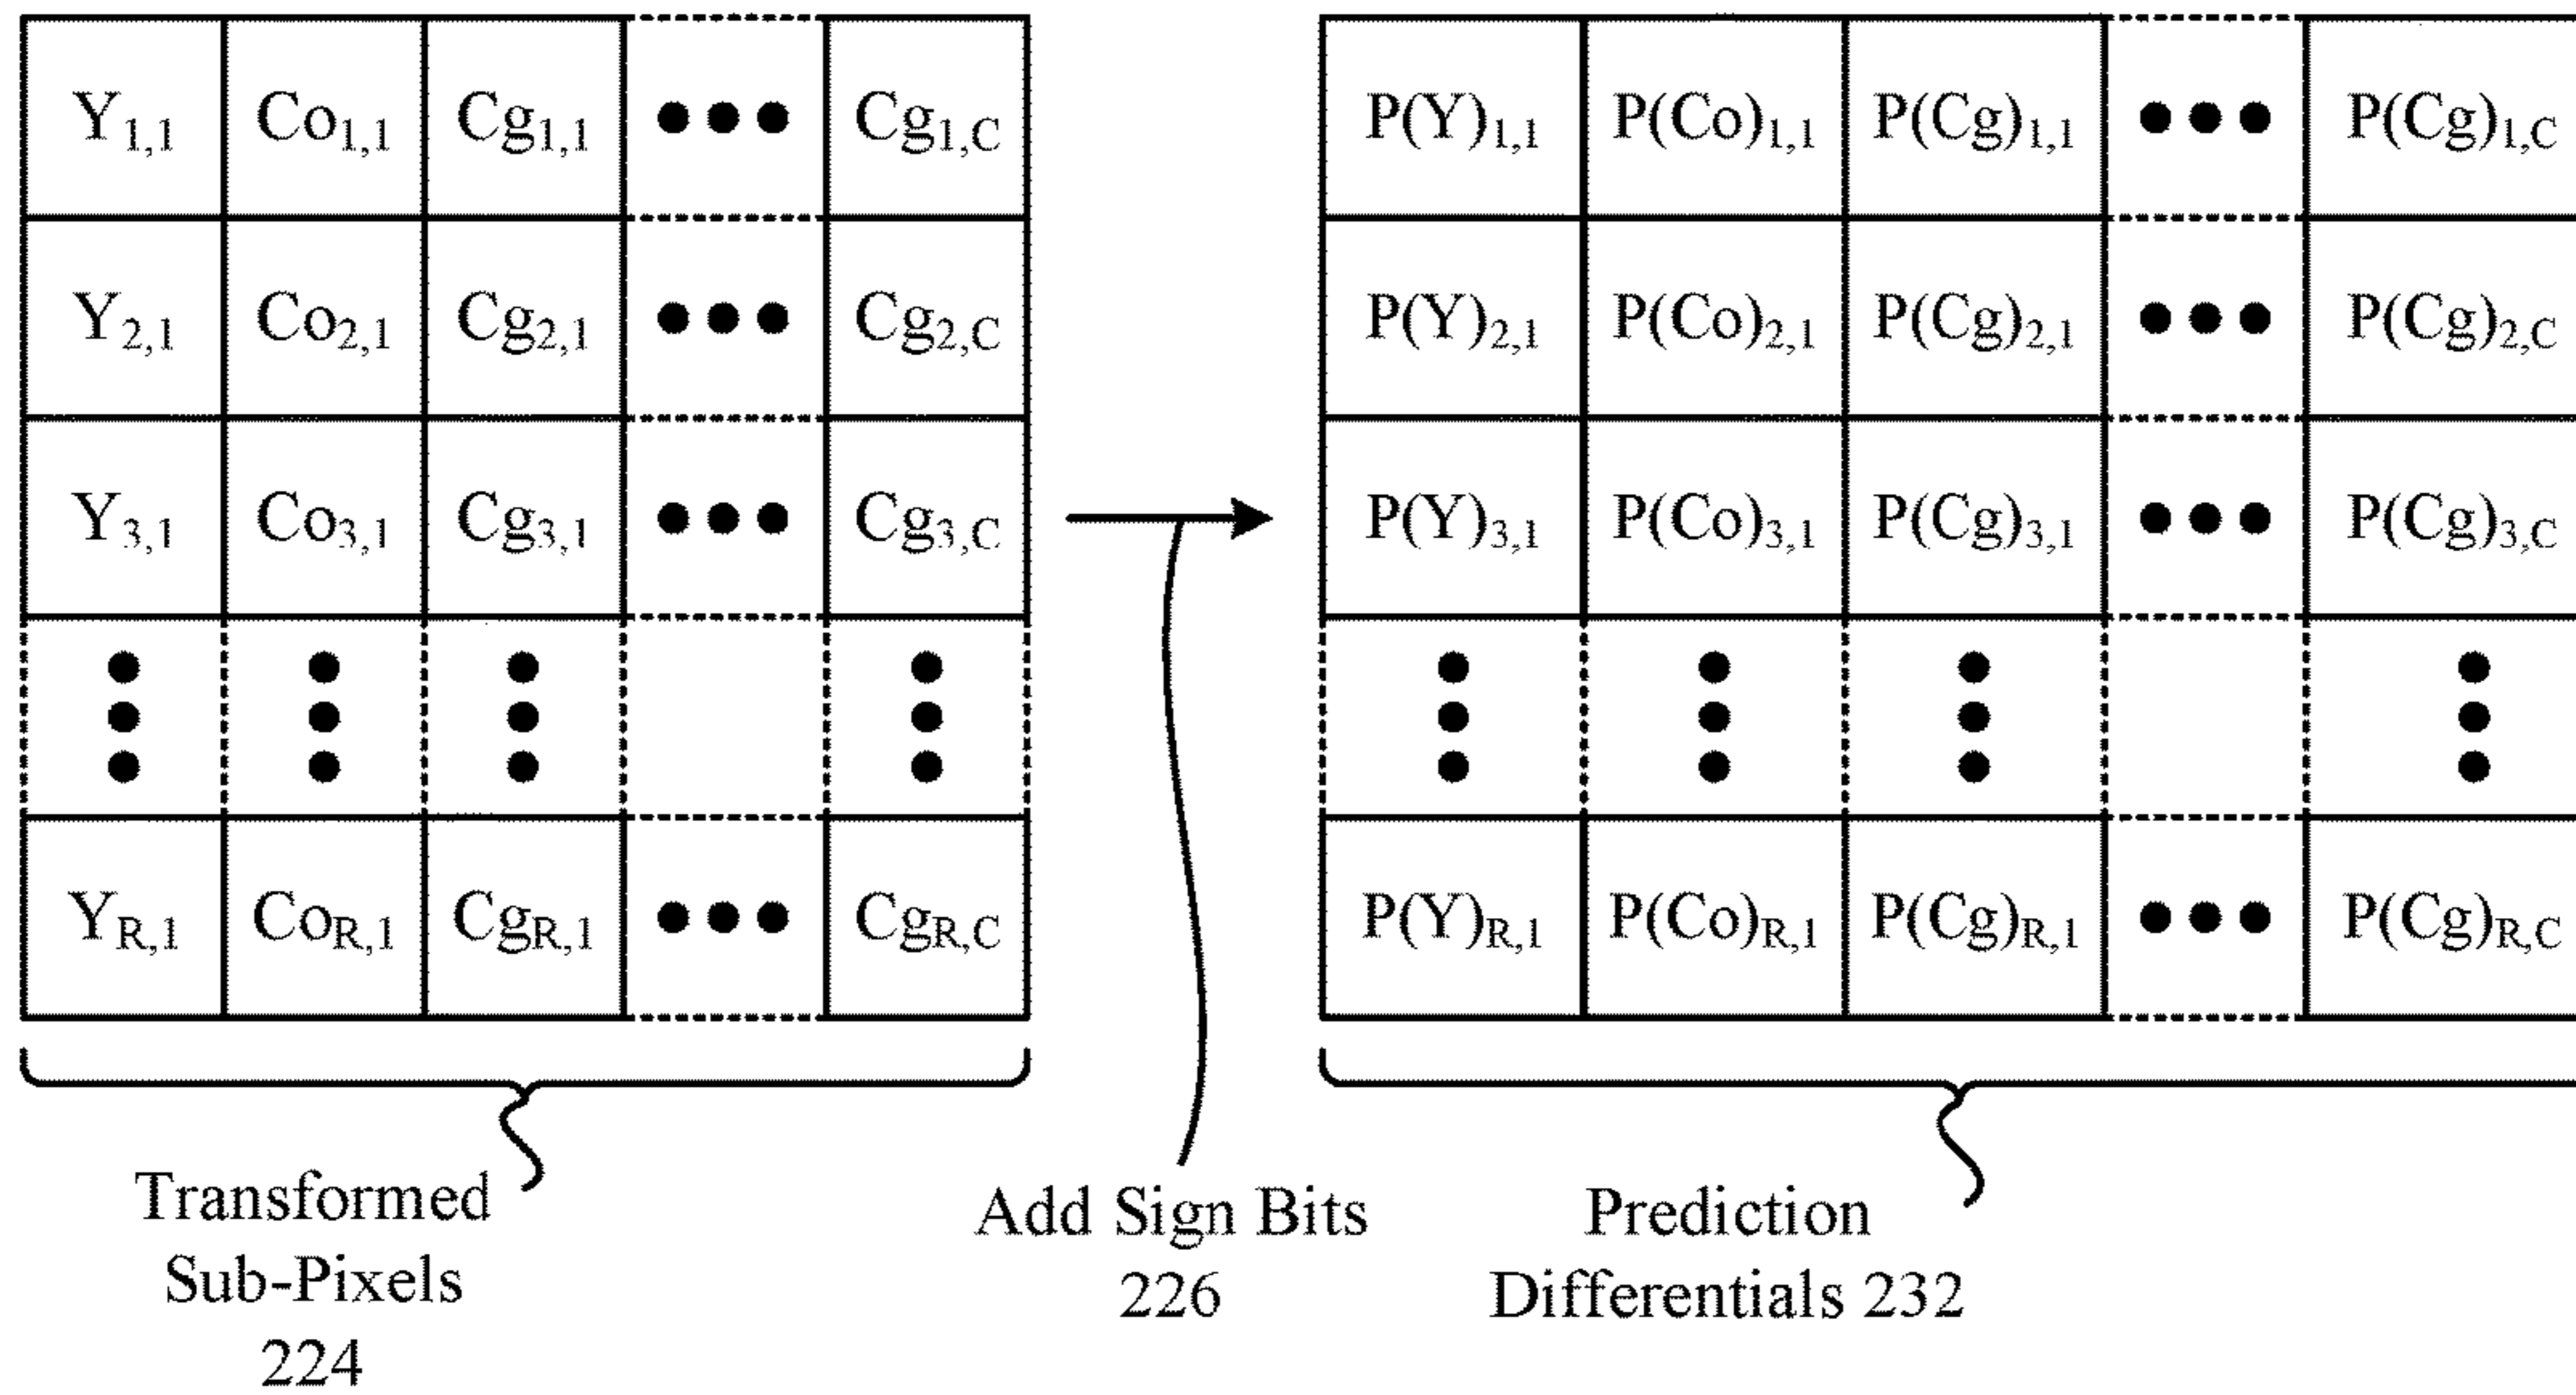 Y1,1 Co1,1 Cg1,1 ●●● Cg1,C P(Y)1,1 P(Co)1,1 P(Cg)1,1 ●●● P(Cg)1,C
Y2,1 Co2,1 Cg2,1 ●●● Cg2,C P(Y)2,1 P(Co)2,1 P(Cg)2,1 ●●● P(Cg)2,C
Y3,1 Co3,1 Cg3,1 ●●● Cg3,C P(Y)3,1 P(Co)3,1 P(Cg)3,1 ●●● P(Cg)3,C
YR,1 CoR,1 CgR,1 ●●● CgR,C P(Y)R,1 P(Co)R,1 P(Cg)R,1 ●●● P(Cg)R,C
Transformed
Sub-Pixels
224
Add Sign Bits
226
Prediction
Differentials 232